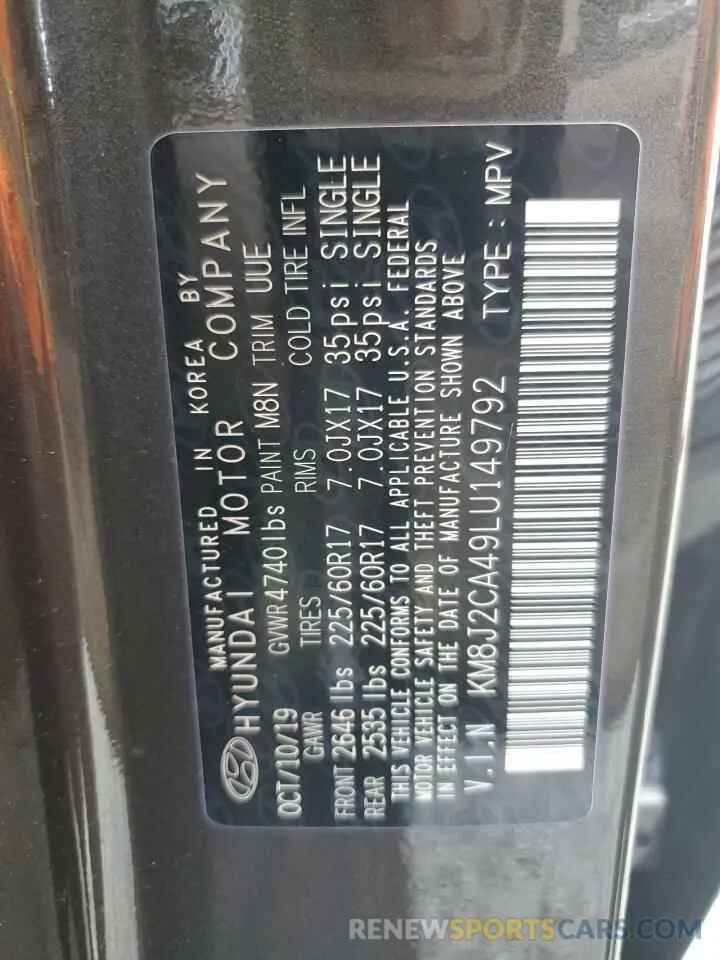 MANUFACTURED IN KOREA BY
HYUNDAI MOTOR COMPANY
OCT/10/19 GVWR4740lbs PAINT M8N TRIM UUE
GAWR TIRES RIMS COLD TIRE INFL
FRONT 2646 lbs 225/60R17 7.0JX17 35psi SINGLE
REAR 2535 lbs 225/60R17 7.0JX17 35psi SINGLE
THIS VEHICLE CONFORMS TO ALL APPLICABLE U.S.A. FEDERAL
MOTOR VEHICLE SAFETY AND THEFT PREVENTION STANDARDS
IN EFFECT ON THE DATE OF MANUFACTURE SHOWN ABOVE
V.I.N KM8J2CA49LU149792 TYPE : MPV
RENEWSPORTSCARS.COM